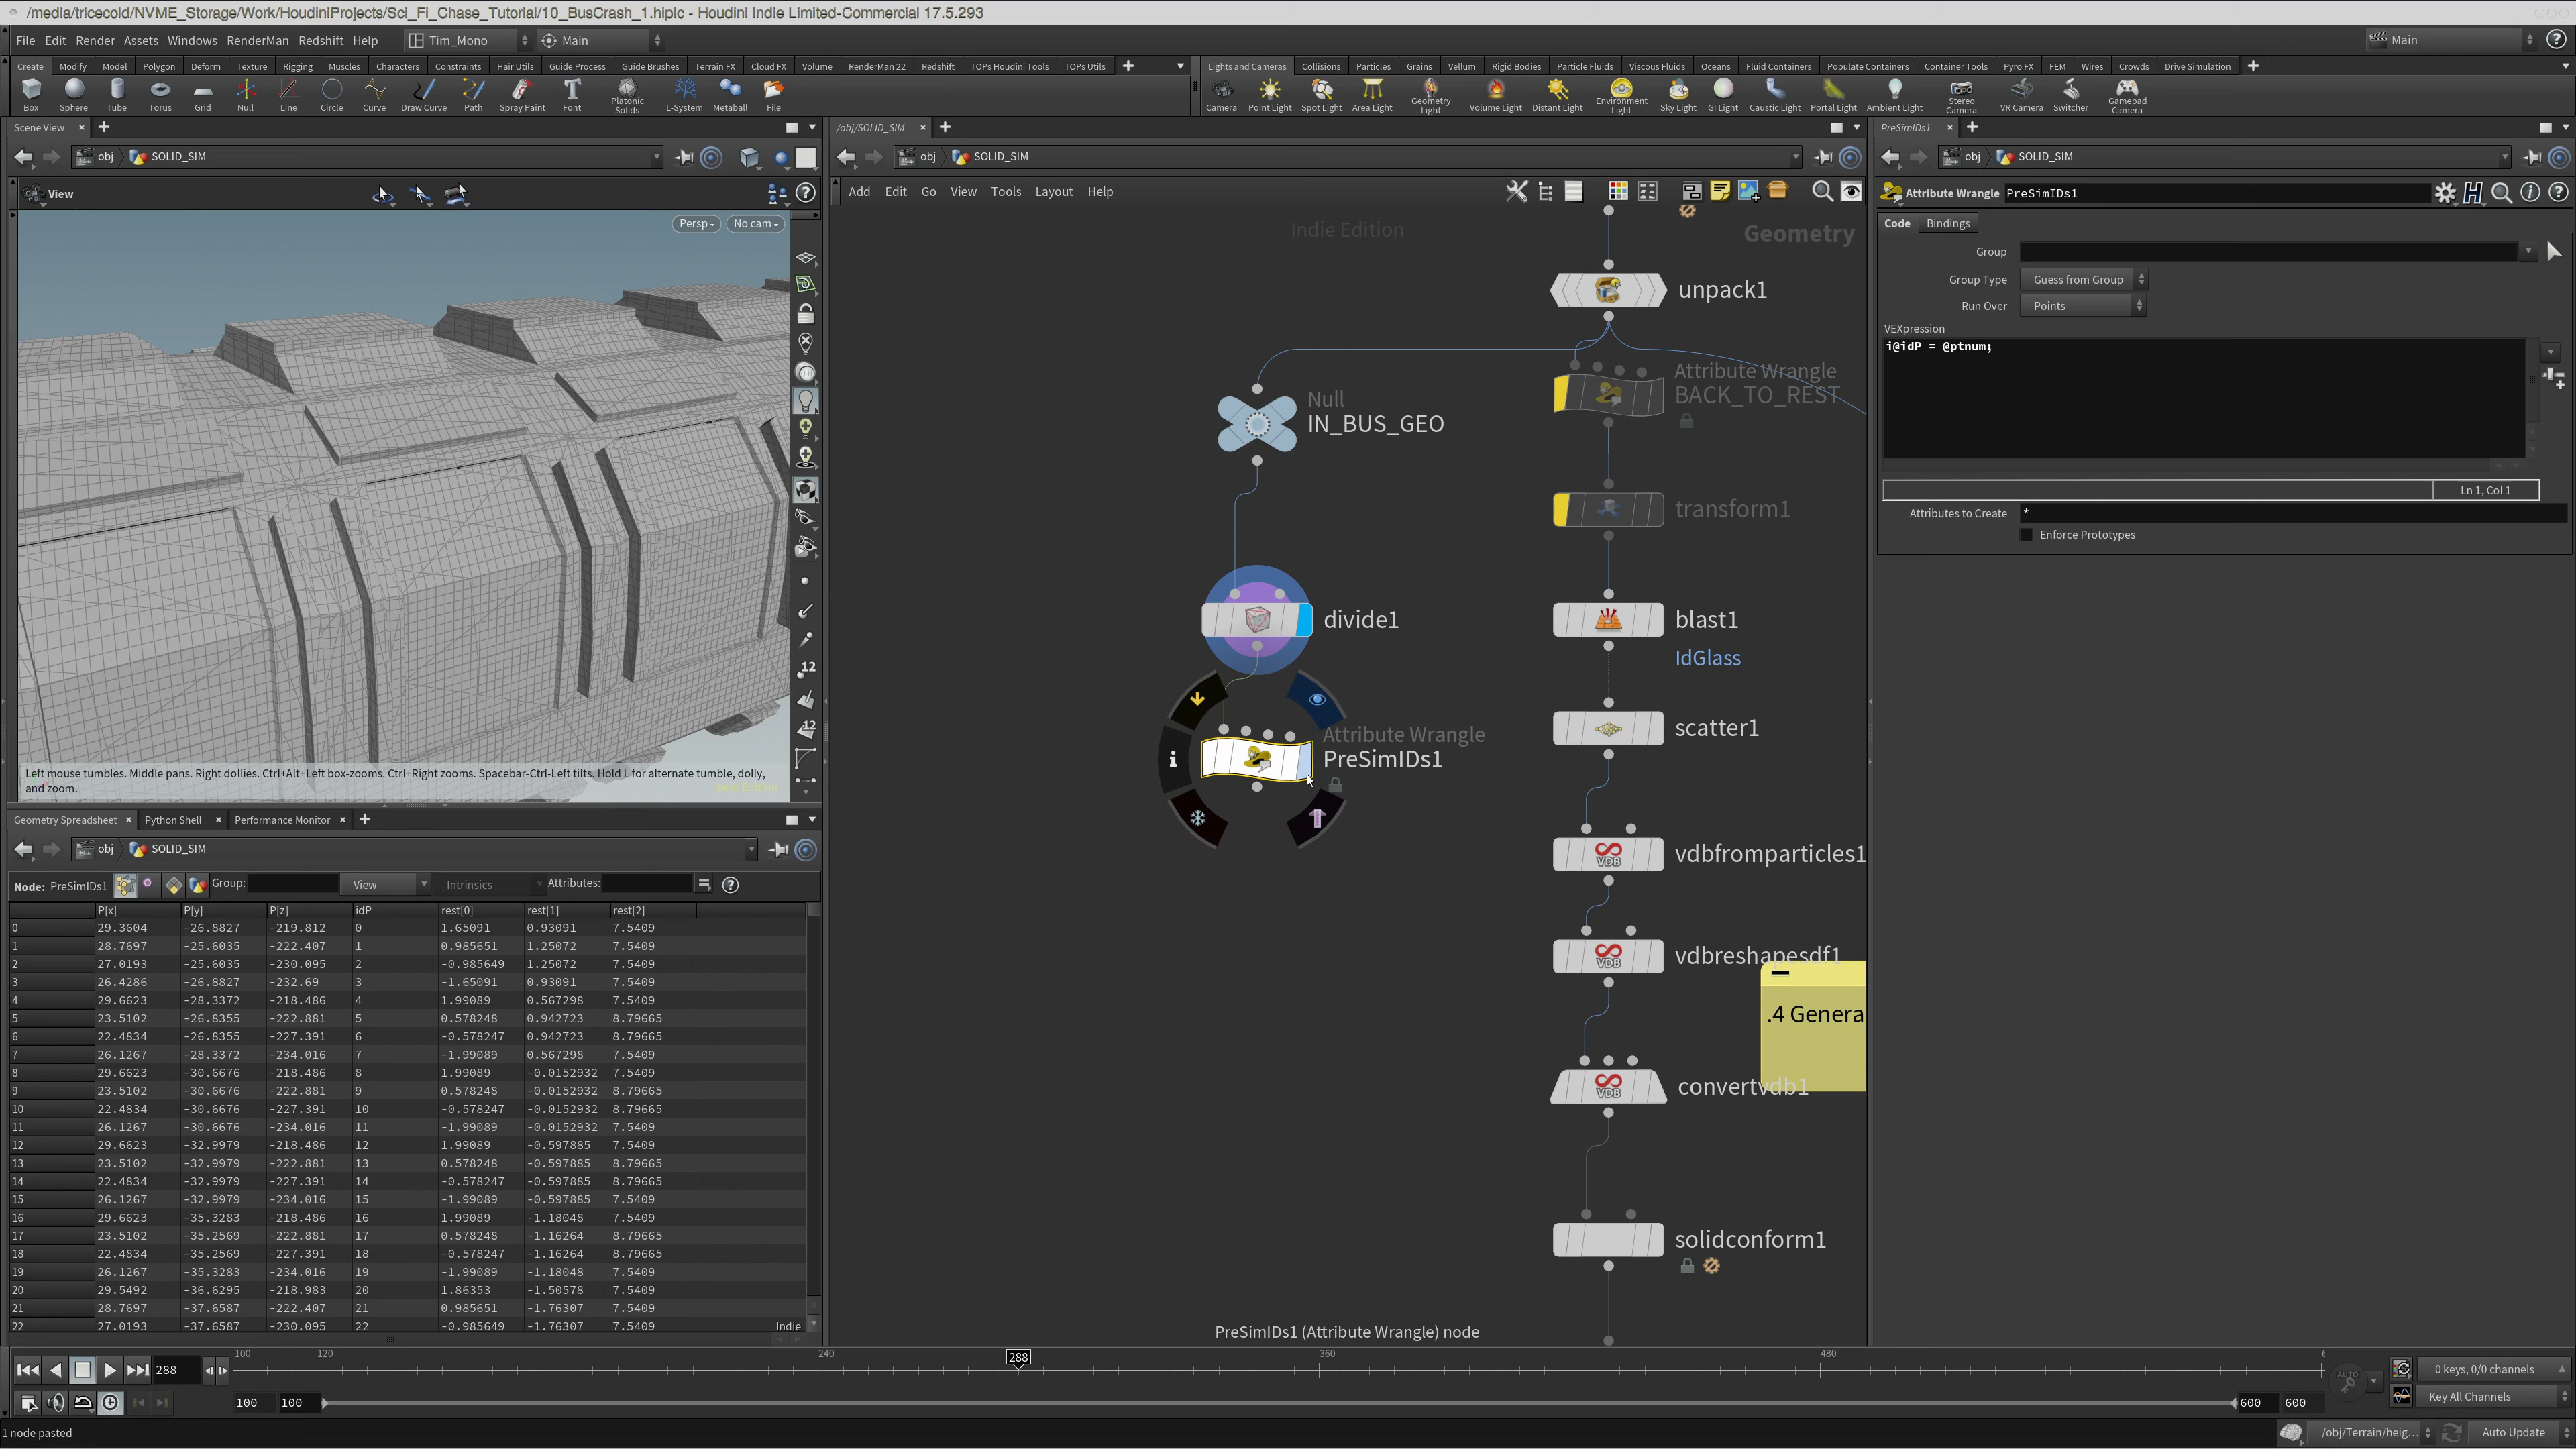 /media/tricecold/NVME_Storage/Work/HoudiniProjects/Sci_Fi_Chase_Tutorial/10_BusCrash_1.hiplc - Houdini Indie Limited-Commercial 17.5.293
File Edit Render Assets Windows RenderMan Redshift Help Tim_Mono Main Main
Create Modify Model Polygon Deform Texture Rigging Muscles Characters Constraints Hair Utils Guide Process Guide Brushes Terrain FX Cloud FX Volume RenderMan 22 Redshift TOPs Houdini Tools TOPs Utils
Lights and Cameras Collisions Particles Grains Vellum Rigid Bodies Particle Fluids Viscous Fluids Oceans Fluid Containers Populate Containers Container Tools Pyro FX FEM Wires Crowds Drive Simulation
Box Sphere Tube Torus Grid Null Line Circle Curve Draw Curve Path Spray Paint Font Platonic Solids L-System Metaball File
Camera Point Light Spot Light Area Light Geometry Light Volume Light Distant Light Environment Light Sky Light GI Light Caustic Light Portal Light Ambient Light Stereo Camera VR Camera Switcher Gamepad Camera
Scene View
obj SOLID_SIM
View
Persp No cam
12
12
Left mouse tumbles. Middle pans. Right dollies. Ctrl+Alt+Left box-zooms. Ctrl+Right zooms. Spacebar-Ctrl-Left tilts. Hold L for alternate tumble, dolly,
and zoom.
Indie Edition
Geometry Spreadsheet Python Shell Performance Monitor
obj SOLID_SIM
Node: PreSimIDs1 Group: View Intrinsics Attributes:
P[x] P[y] P[z] idP rest[0] rest[1] rest[2]
0 29.3604 -26.8827 -219.812 0 1.65091 0.93091 7.5409
1 28.7697 -25.6035 -222.407 1 0.985651 1.25072 7.5409
2 27.0193 -25.6035 -230.095 2 -0.985649 1.25072 7.5409
3 26.4286 -26.8827 -232.69 3 -1.65091 0.93091 7.5409
4 29.6623 -28.3372 -218.486 4 1.99089 0.567298 7.5409
5 23.5102 -26.8355 -222.881 5 0.578248 0.942723 8.79665
6 22.4834 -26.8355 -227.391 6 -0.578247 0.942723 8.79665
7 26.1267 -28.3372 -234.016 7 -1.99089 0.567298 7.5409
8 29.6623 -30.6676 -218.486 8 1.99089 -0.0152932 7.5409
9 23.5102 -30.6676 -222.881 9 0.578248 -0.0152932 8.79665
10 22.4834 -30.6676 -227.391 10 -0.578247 -0.0152932 8.79665
11 26.1267 -30.6676 -234.016 11 -1.99089 -0.0152932 7.5409
12 29.6623 -32.9979 -218.486 12 1.99089 -0.597885 7.5409
13 23.5102 -32.9979 -222.881 13 0.578248 -0.597885 8.79665
14 22.4834 -32.9979 -227.391 14 -0.578247 -0.597885 8.79665
15 26.1267 -32.9979 -234.016 15 -1.99089 -0.597885 7.5409
16 29.6623 -35.3283 -218.486 16 1.99089 -1.18048 7.5409
17 23.5102 -35.2569 -222.881 17 0.578248 -1.16264 8.79665
18 22.4834 -35.2569 -227.391 18 -0.578247 -1.16264 8.79665
19 26.1267 -35.3283 -234.016 19 -1.99089 -1.18048 7.5409
20 29.5492 -36.6295 -218.983 20 1.86353 -1.50578 7.5409
21 28.7697 -37.6587 -222.407 21 0.985651 -1.76307 7.5409
22 27.0193 -37.6587 -230.095 22 -0.985649 -1.76307 7.5409
Indie
/obj/SOLID_SIM
obj SOLID_SIM
Add Edit Go View Tools Layout Help
Indie Edition
Geometry
unpack1
Null
IN_BUS_GEO
Attribute Wrangle
BACK_TO_REST
transform1
divide1
blast1
IdGlass
Attribute Wrangle
PreSimIDs1
scatter1
vdbfromparticles1
vdbreshapesdf1
.4 Genera
convertvdb1
solidconform1
PreSimIDs1 (Attribute Wrangle) node
PreSimIDs1
obj SOLID_SIM
Attribute Wrangle PreSimIDs1
Code Bindings
Group
Group Type Guess from Group
Run Over Points
VEXpression
i@idP = @ptnum;
Ln 1, Col 1
Attributes to Create *
Enforce Prototypes
288
100 120 240 288 360 480 6
AUTO
0 keys, 0/0 channels
100 100 600 600
Key All Channels
1 node pasted
/obj/Terrain/heig... Auto Update